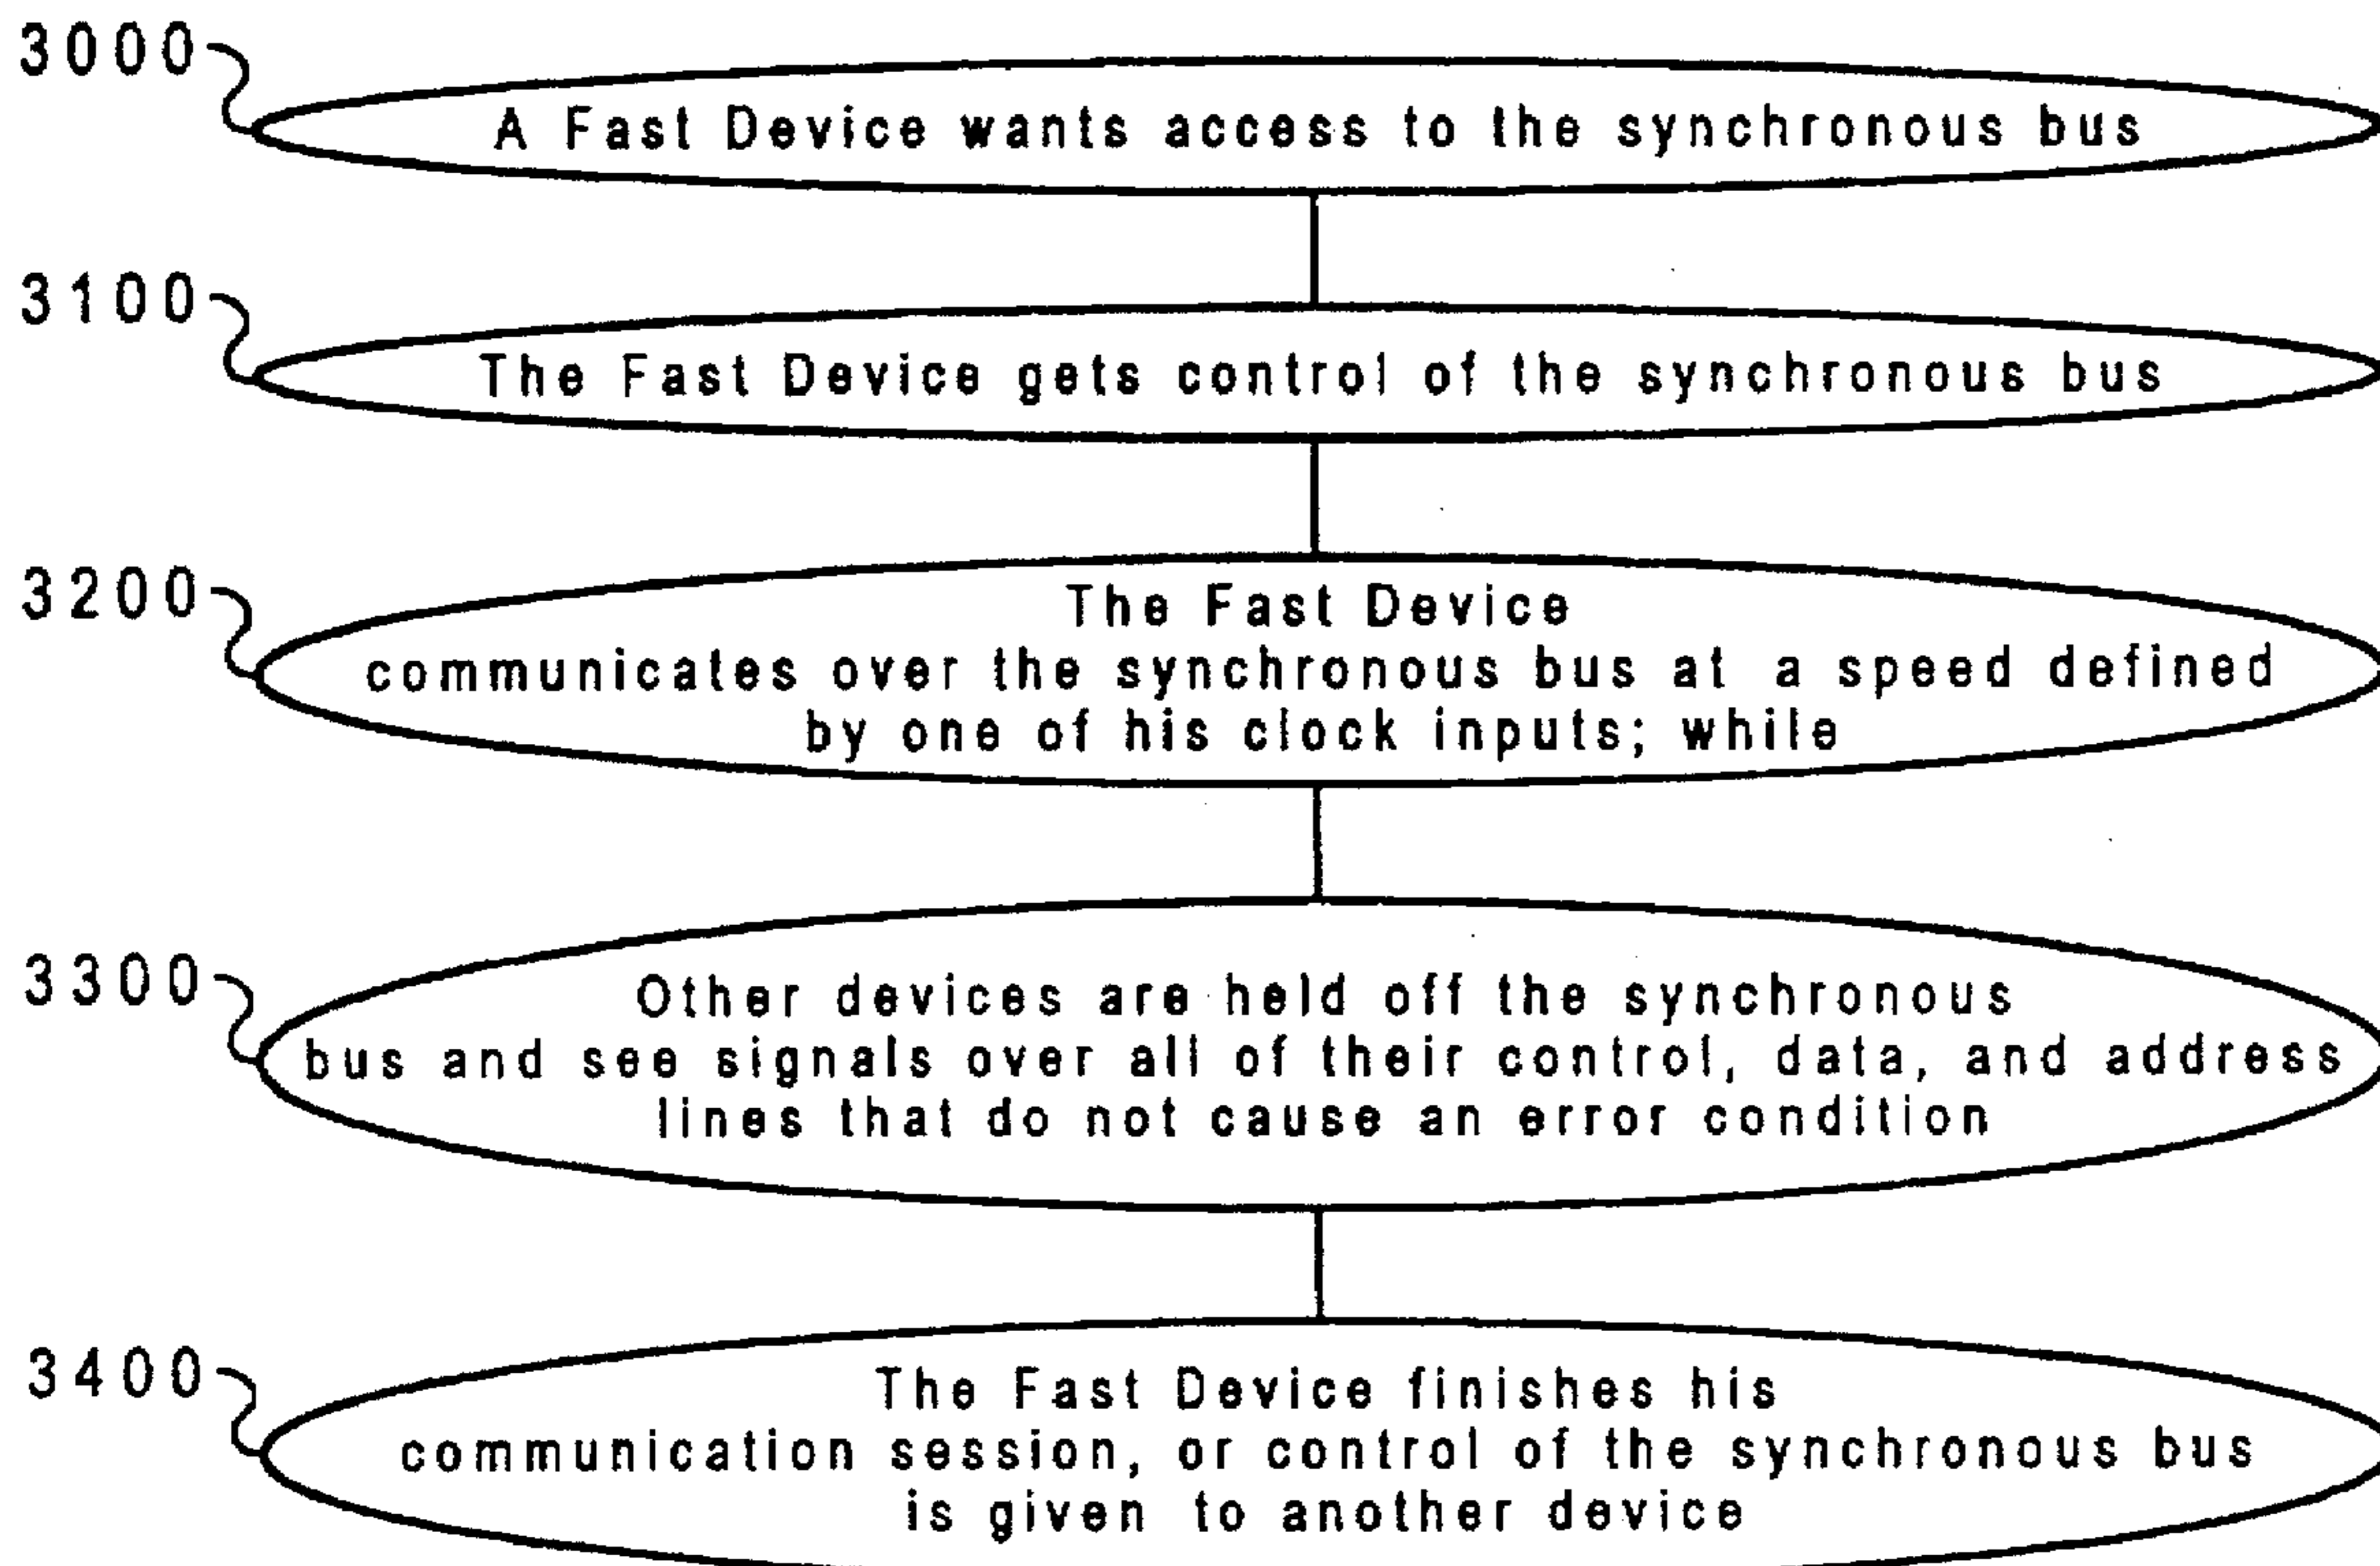 3000
A Fast Device wants access to the synchronous bus
3100
The Fast Device gets control of the synchronous bus
3200
The Fast Device
communicates over the synchronous bus at a speed defined
by one of his clock inputs; while
3300
Other devices are held off the synchronous
bus and see signals over all of their control, data, and address
lines that do not cause an error condition
3400
The Fast Device finishes his
communication session, or control of the synchronous bus
is given to another device